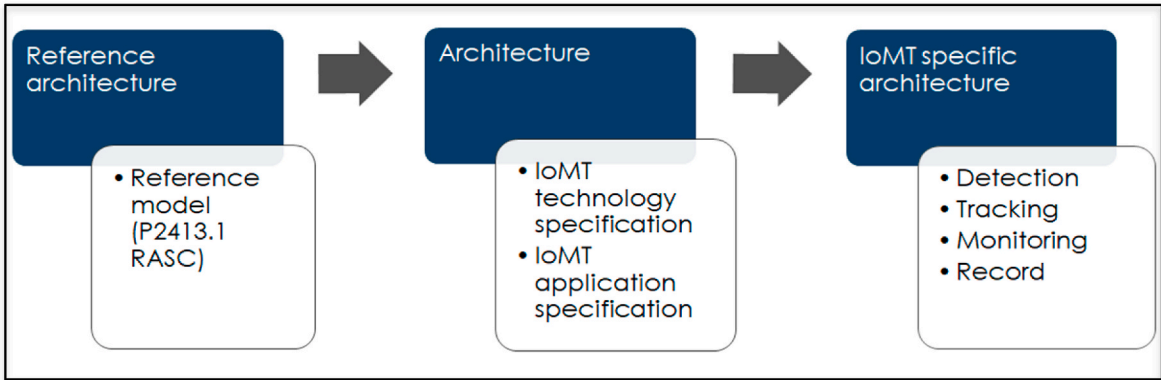 Reference
architecture
• Reference
model
(P2413.1
RASC)
Architecture
• IoMT
technology
specification
• IoMT
application
specification
IoMT specific
architecture
• Detection
• Tracking
• Monitoring
• Record